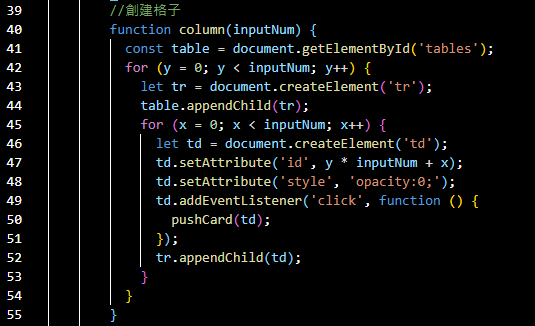 39 //創建格子
40 function column(inputNum) {
41 const table = document.getElementById('tables');
42 for (y = 0; y < inputNum; y++) {
43 let tr = document.createElement('tr');
44 table.appendChild(tr);
45 for (x = 0; x < inputNum; x++) {
46 let td = document.createElement('td');
47 td.setAttribute('id', y * inputNum + x);
48 td.setAttribute('style', 'opacity:0;');
49 td.addEventListener('click', function () {
50 pushCard(td);
51 });
52 tr.appendChild(td);
53 }
54 }
55 }